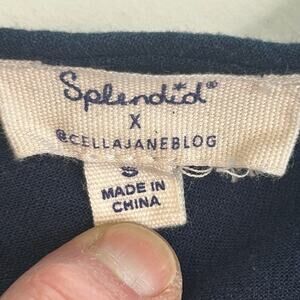 Splendid®
X
@CELLAJANEBLOG
S
MADE IN
CHINA